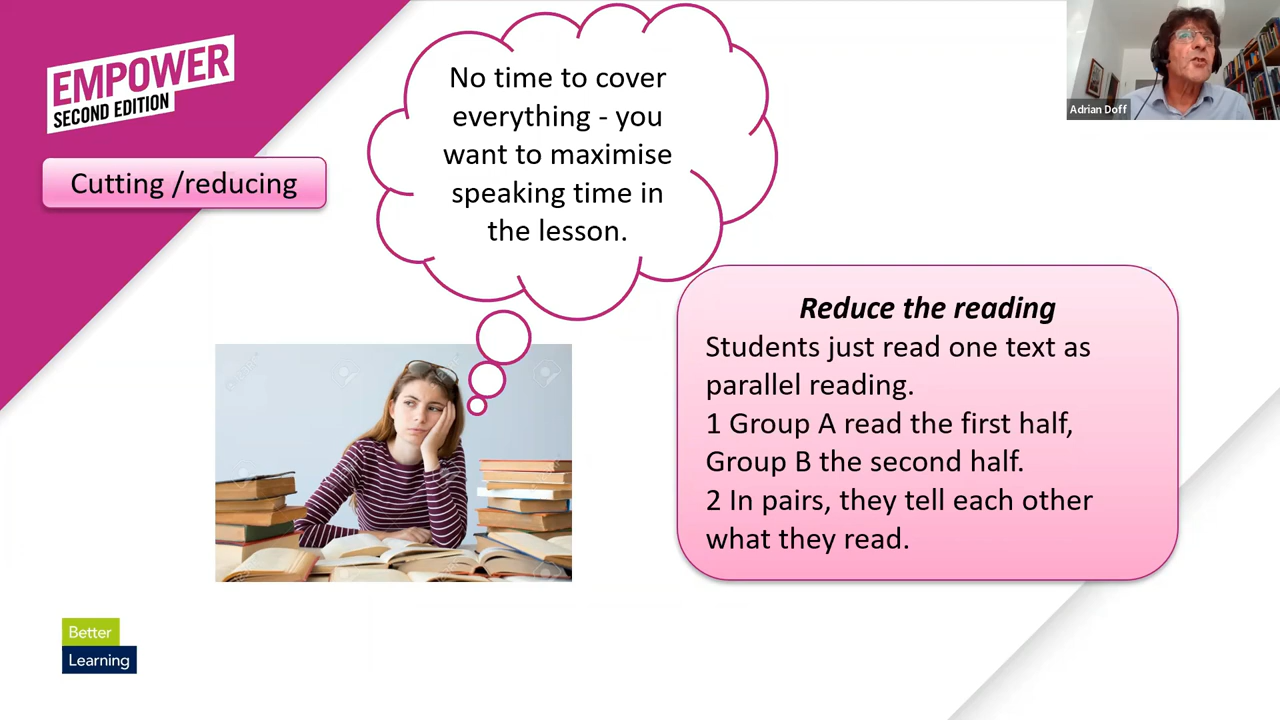 EMPOWER
SECOND EDITION
Cutting /reducing
No time to cover
everything - you
want to maximise
speaking time in
the lesson.
Adrian Doff
Reduce the reading
Students just read one text as
parallel reading.
1 Group A read the first half,
Group B the second half.
2 In pairs, they tell each other
what they read.
Better
Learning